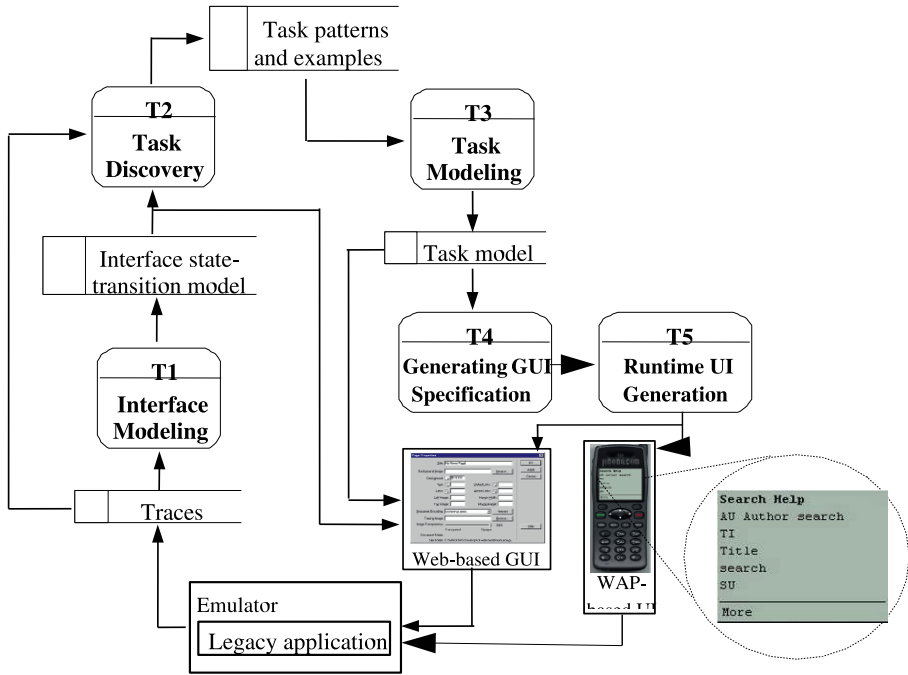 Task patterns
and examples
T2
Task
Discovery
T3
Task
Modeling
Interface state-
transition model
Task model
T1
Interface
Modeling
T4
Generating GUI
Specification
T5
Runtime UI
Generation
Traces
Web-based GUI
WAP-
based UI
Search Help
AU Author search
TI
Title
search
SU
More
Emulator
Legacy application